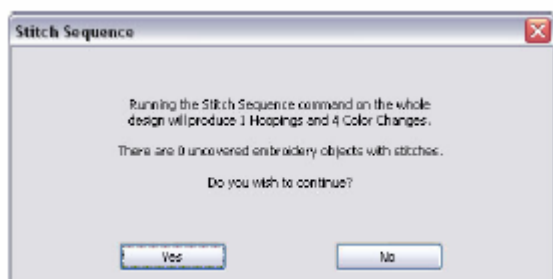 Stitch Sequence
Running the Stitch Sequence command on the whole
design will produce 1 Hoopings and 4 Color Changes.
There are 0 uncovered embroidery objects with stitches.
Do you wish to continue?
Yes
No